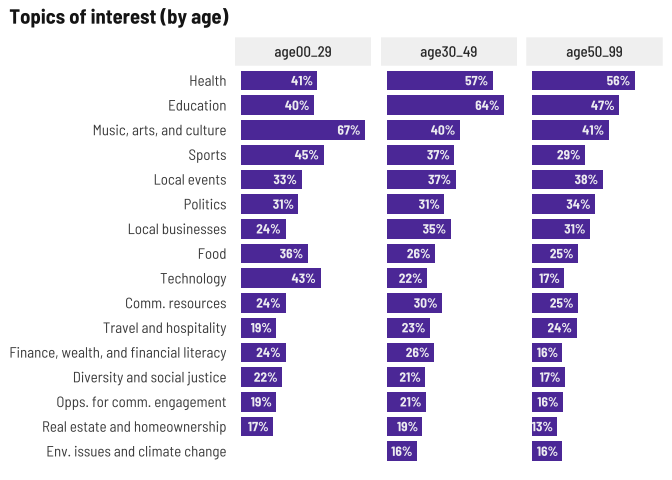 Topics of interest (by age)
age00_29 age30_49 age50_99
Health 41% 57% 56%
Education 40% 64% 47%
Music, arts, and culture 67% 40% 41%
Sports 45% 37% 29%
Local events 33% 37% 38%
Politics 31% 31% 34%
Local businesses 24% 35% 31%
Food 36% 26% 25%
Technology 43% 22% 17%
Comm. resources 24% 30% 25%
Travel and hospitality 19% 23% 24%
Finance, wealth, and financial literacy 24% 26% 16%
Diversity and social justice 22% 21% 17%
Opps. for comm. engagement 19% 21% 16%
Real estate and homeownership 17% 19% 13%
Env. issues and climate change 16% 16%